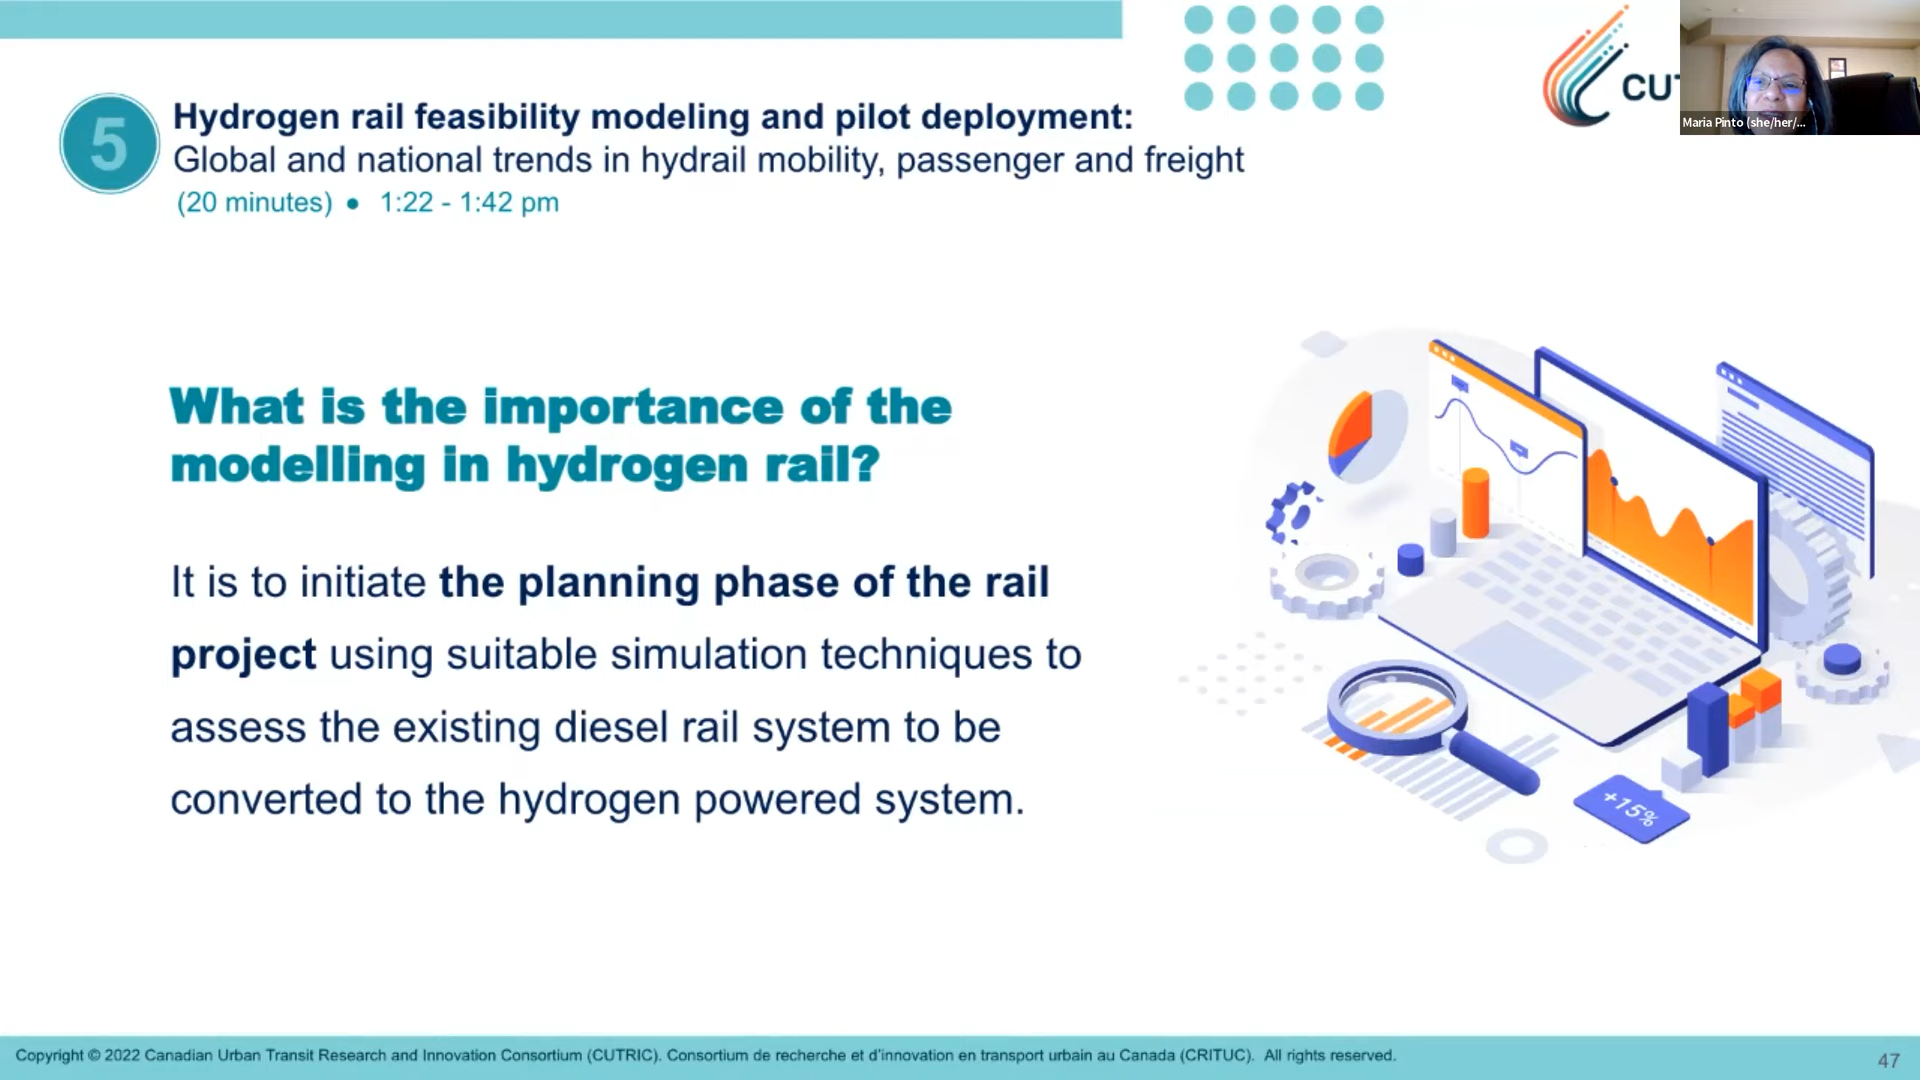 5
Hydrogen rail feasibility modeling and pilot deployment:
Global and national trends in hydrail mobility, passenger and freight
(20 minutes) ● 1:22 - 1:42 pm
CUT
Maria Pinto (she/her/...
What is the importance of the
modelling in hydrogen rail?
It is to initiate the planning phase of the rail
project using suitable simulation techniques to
assess the existing diesel rail system to be
converted to the hydrogen powered system.
+15%
Copyright © 2022 Canadian Urban Transit Research and Innovation Consortium (CUTRIC). Consortium de recherche et d'innovation en transport urbain au Canada (CRITUC). All rights reserved.
47